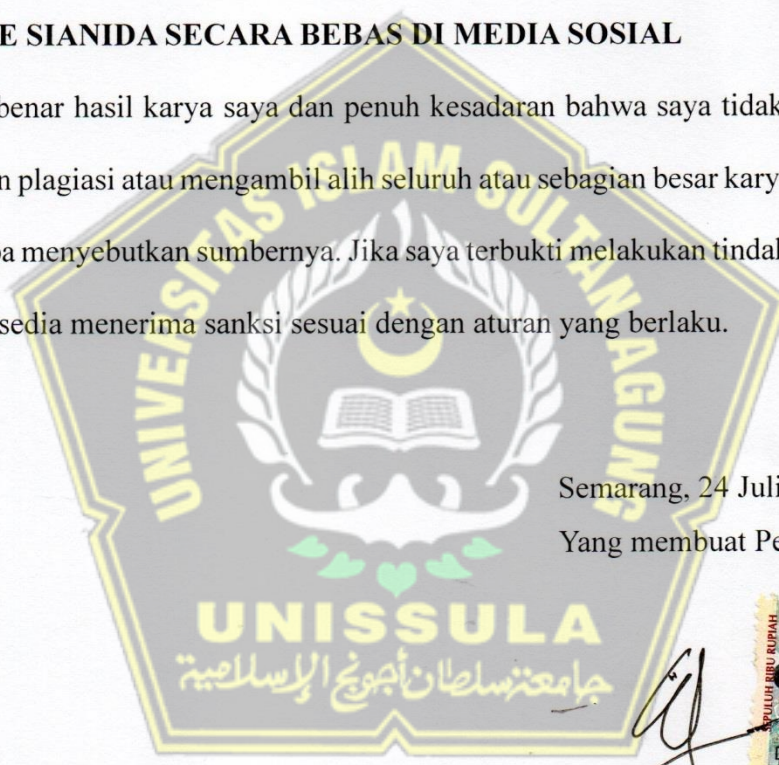 E SIANIDA SECARA BEBAS DI MEDIA SOSIAL
benar hasil karya saya dan penuh kesadaran bahwa saya tidak
n plagiasi atau mengambil alih seluruh atau sebagian besar kary
a menyebutkan sumbernya. Jika saya terbukti melakukan tindak
sedia menerima sanksi sesuai dengan aturan yang berlaku.
UNIVERSITAS ISLAM SULTAN AGUNG
Semarang, 24 Juli
Yang membuat Pe
UNISSULA
جامعتنسلطان أجونج الإسلامية
SEPULUH RIBU RUPIAH